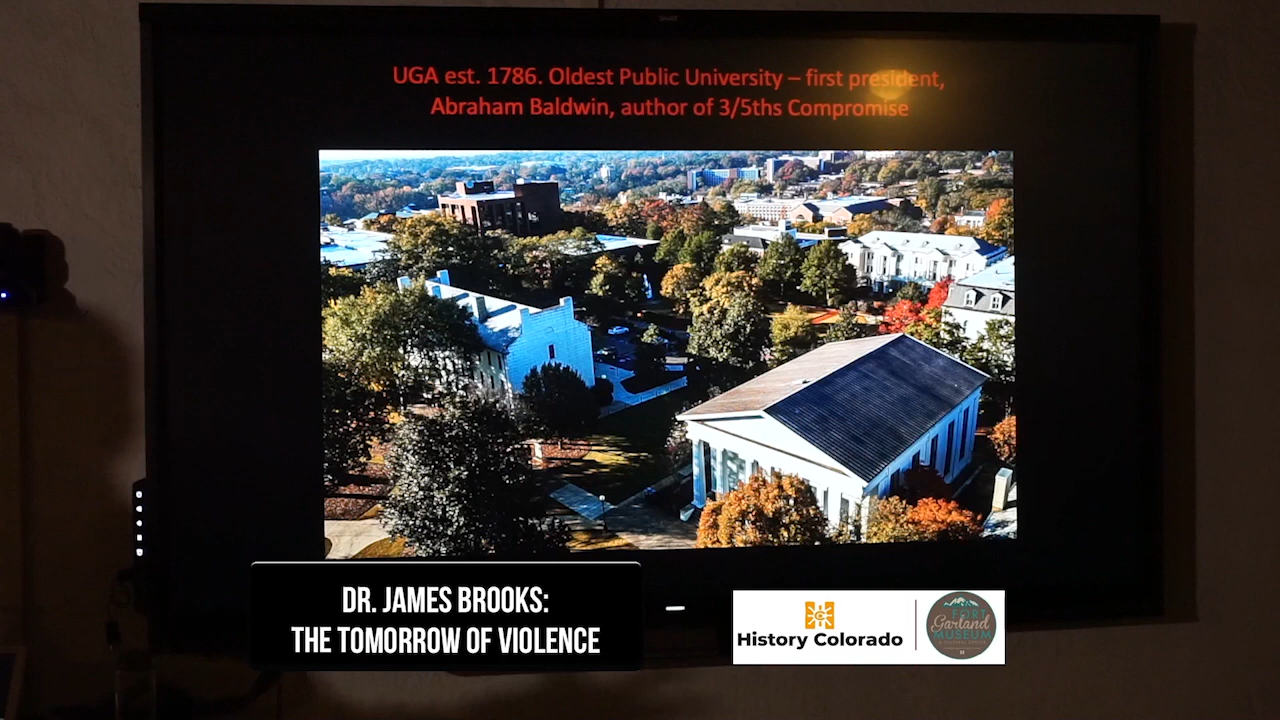 UGA est. 1786. Oldest Public University – first president,
Abraham Baldwin, author of 3/5ths Compromise
DR. JAMES BROOKS:
THE TOMORROW OF VIOLENCE
History Colorado
FORT
Garland
MUSEUM